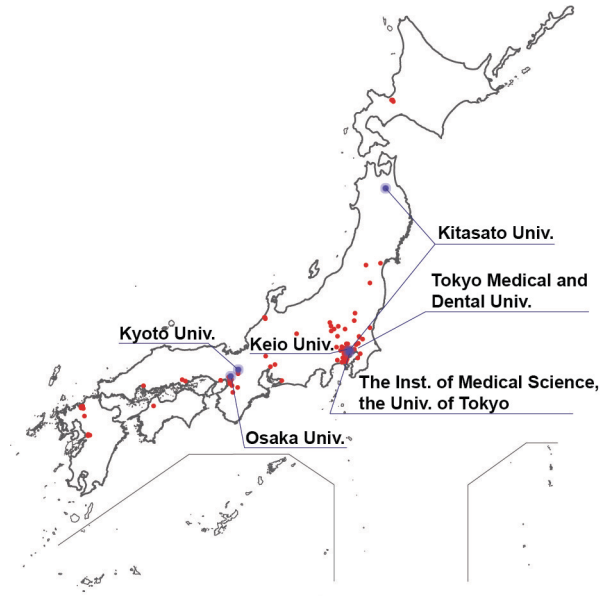 Kitasato Univ.
Tokyo Medical and
Dental Univ.
Kyoto Univ.
Keio Univ.
The Inst. of Medical Science,
the Univ. of Tokyo
Osaka Univ.